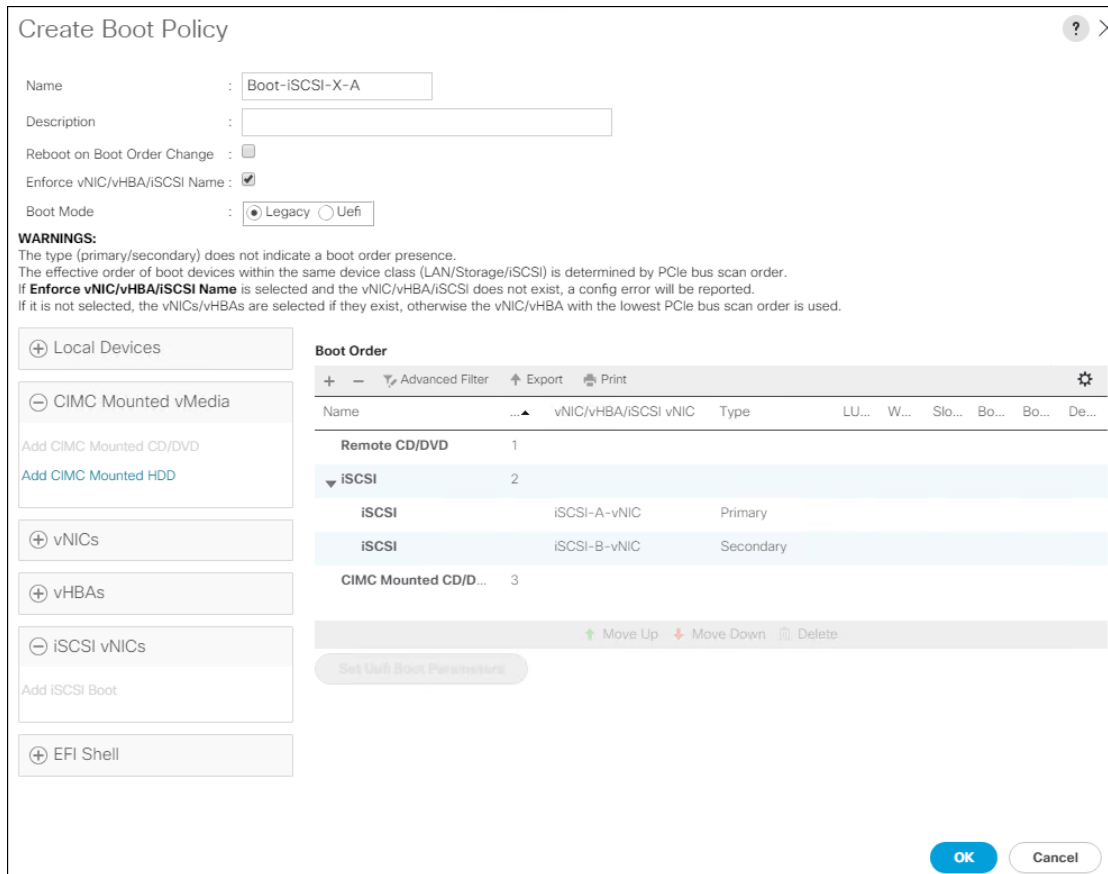 Create Boot Policy
?
Name : Boot-iSCSI-X-A
Description :
Reboot on Boot Order Change :
Enforce vNIC/vHBA/iSCSI Name :
Boot Mode : Legacy Uefi
WARNINGS:
The type (primary/secondary) does not indicate a boot order presence.
The effective order of boot devices within the same device class (LAN/Storage/iSCSI) is determined by PCIe bus scan order.
If Enforce vNIC/vHBA/iSCSI Name is selected and the vNIC/vHBA/iSCSI does not exist, a config error will be reported.
If it is not selected, the vNICs/vHBAs are selected if they exist, otherwise the vNIC/vHBA with the lowest PCIe bus scan order is used.
Local Devices
CIMC Mounted vMedia
Add CIMC Mounted CD/DVD
Add CIMC Mounted HDD
vNICs
vHBAs
iSCSI vNICs
Add iSCSI Boot
EFI Shell
Boot Order
+ − Advanced Filter Export Print
Name ... vNIC/vHBA/iSCSI vNIC Type LU... W... Slo... Bo... Bo... De...
Remote CD/DVD 1
iSCSI 2
iSCSI iSCSI-A-vNIC Primary
iSCSI iSCSI-B-vNIC Secondary
CIMC Mounted CD/D... 3
Move Up Move Down Delete
Set Uefi Boot Parameters
OK Cancel